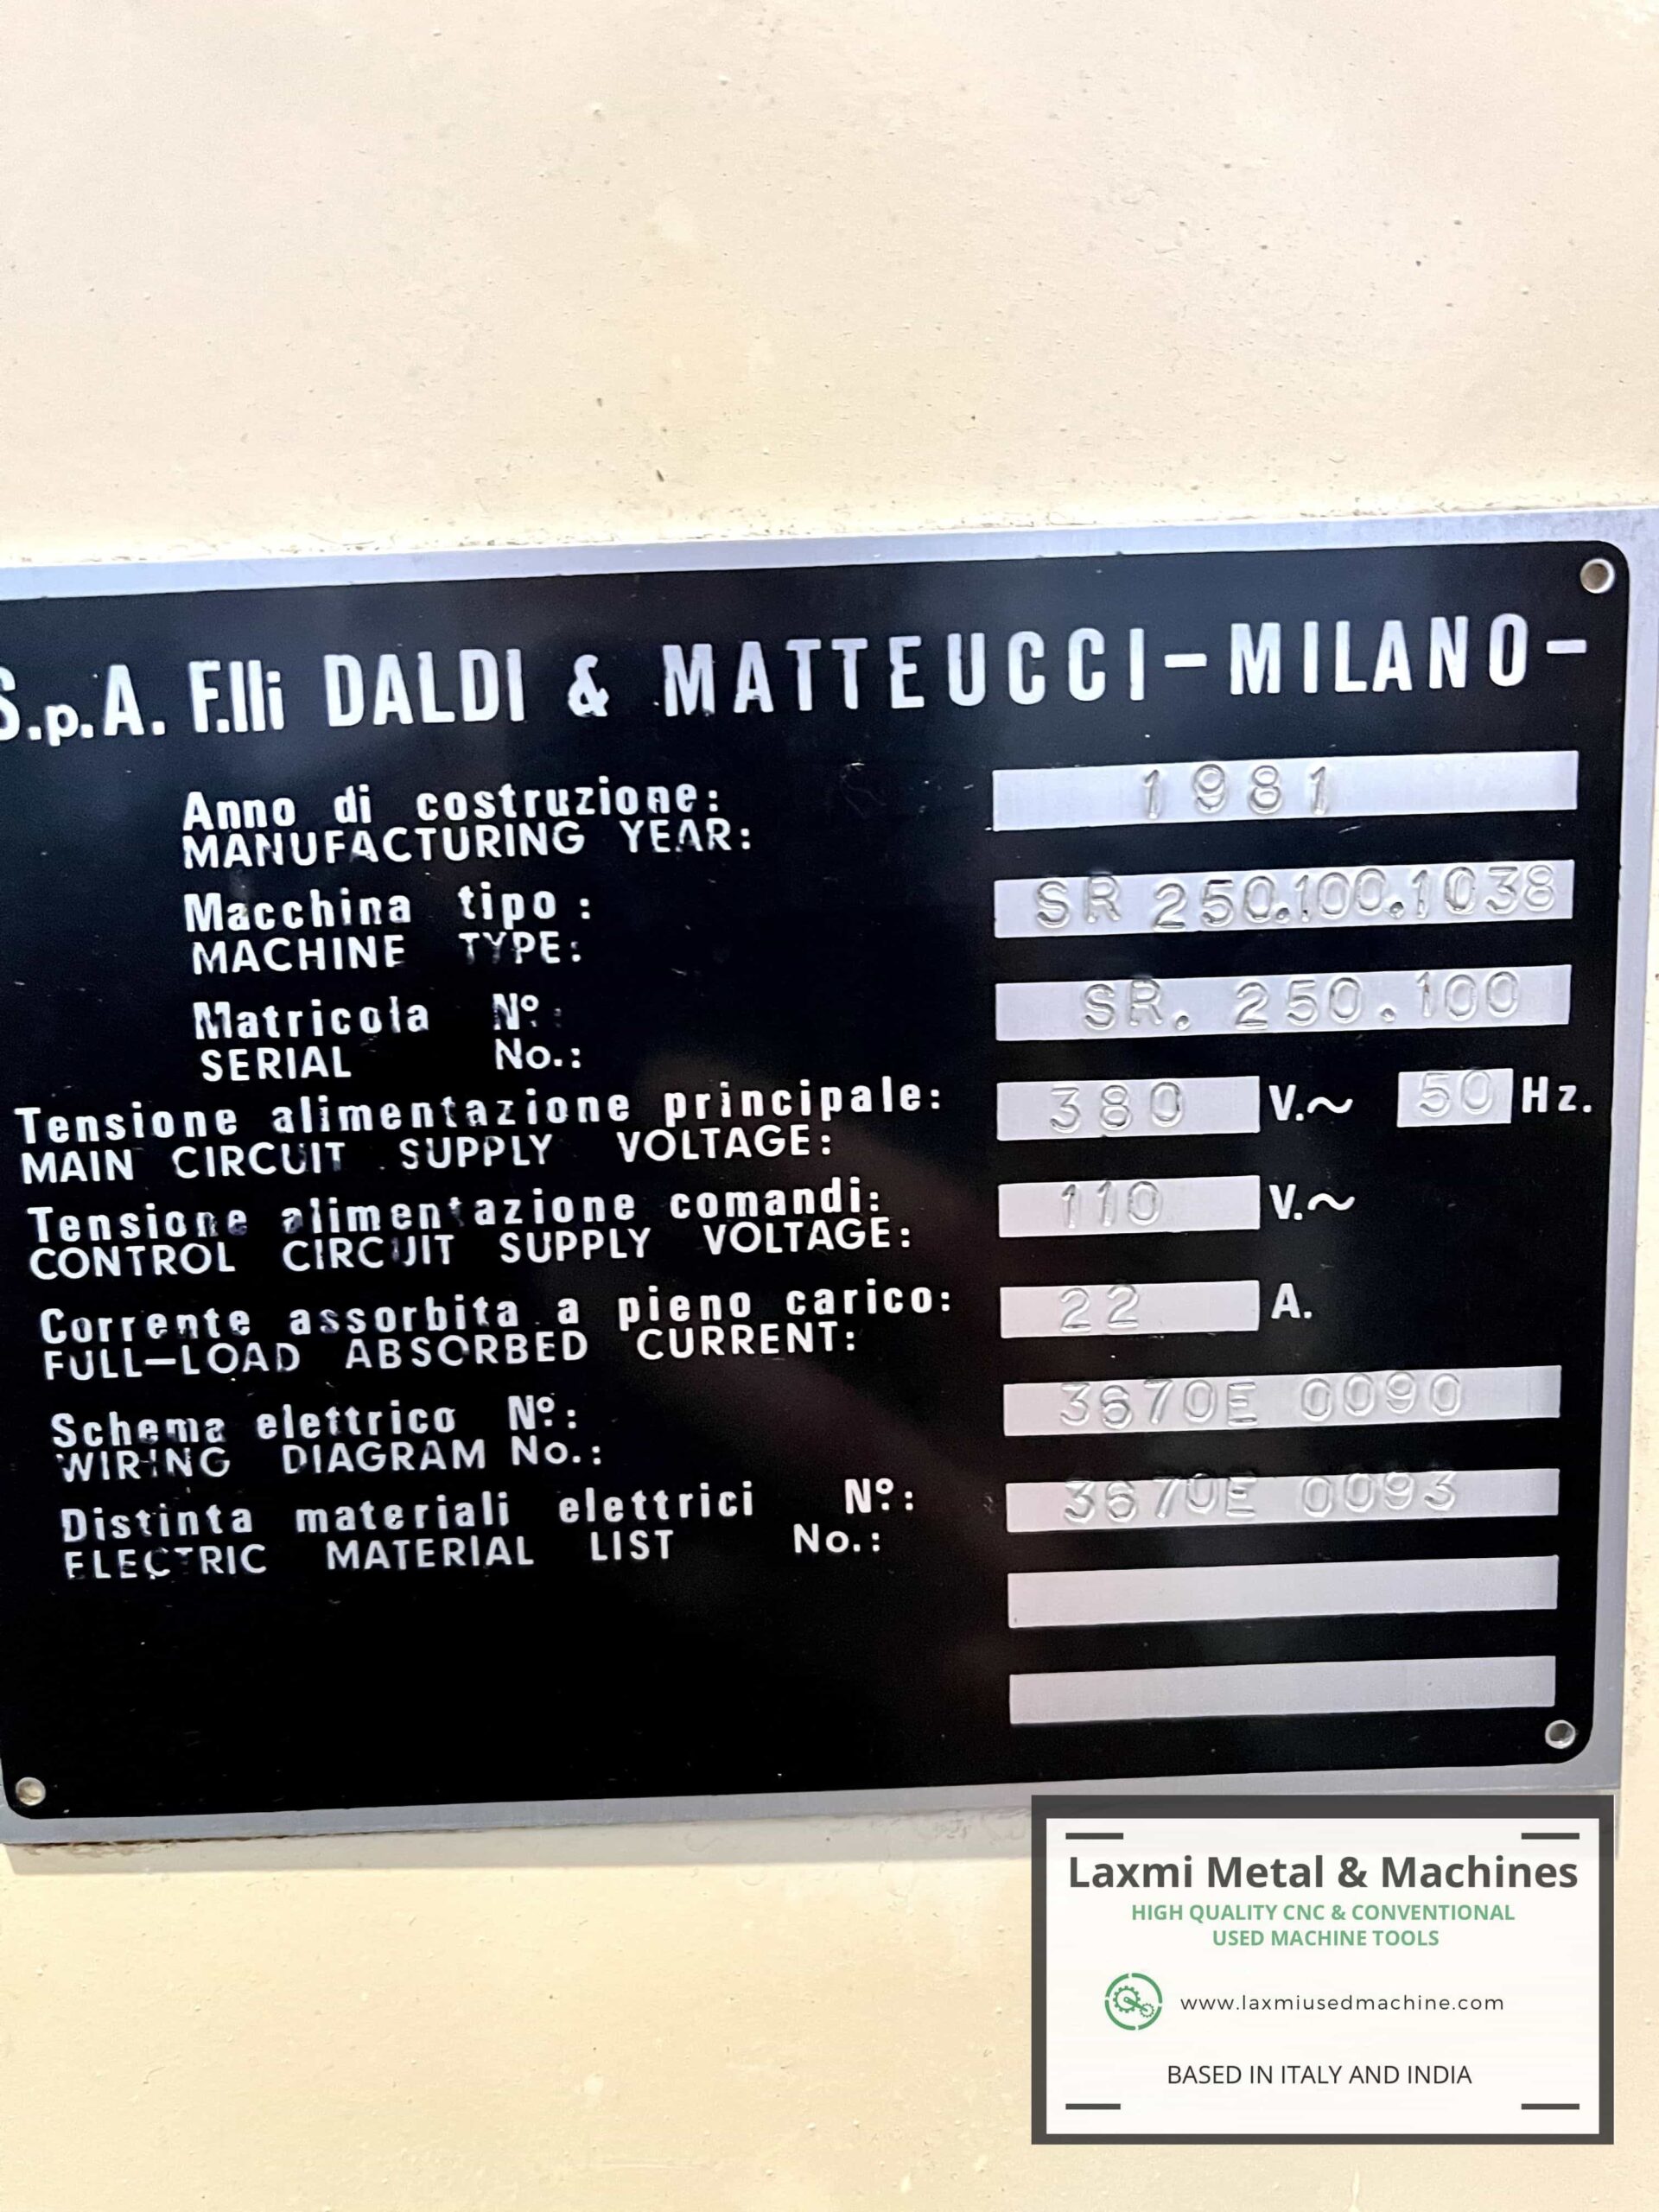 S.p.A. F.lli DALDI & MATTEUCCI-MILANO-
Anno di costruzione: 1981
MANUFACTURING YEAR:
Macchina tipo: SR 250.100.1038
MACHINE TYPE:
Matricola Nº: SR. 250.100
SERIAL No.:
Tensione alimentazione principale: 380 V.~ 50 Hz.
MAIN CIRCUIT SUPPLY VOLTAGE:
Tensione alimentazione comandi: 110 V.~
CONTROL CIRCUIT SUPPLY VOLTAGE:
Corrente assorbita a pieno carico: 22 A.
FULL-LOAD ABSORBED CURRENT:
Schema elettrico Nº: 3670E 0090
WIRING DIAGRAM No.:
Distinta materiali elettrici Nº: 3670E 0093
ELECTRIC MATERIAL LIST No.:
Laxmi Metal & Machines
HIGH QUALITY CNC & CONVENTIONAL
USED MACHINE TOOLS
www.laxmiusedmachine.com
BASED IN ITALY AND INDIA